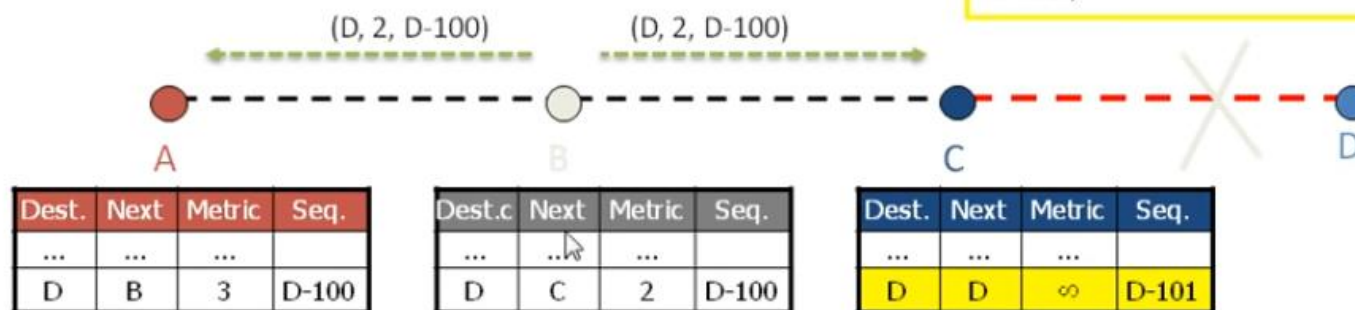 (D, 2, D-100) (D, 2, D-100)
A B C D
Dest. Next Metric Seq. Dest.c Next Metric Seq. Dest. Next Metric Seq.
... ... ... ... ... ... ... ... ...
D B 3 D-100 D C 2 D-100 D D ∞ D-101